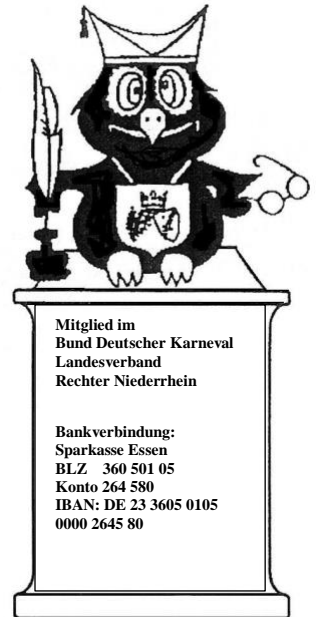 Mitglied im
Bund Deutscher Karneval
Landesverband
Rechter Niederrhein
Bankverbindung:
Sparkasse Essen
BLZ    360 501 05
Konto 264 580
IBAN: DE 23 3605 0105
0000 2645 80